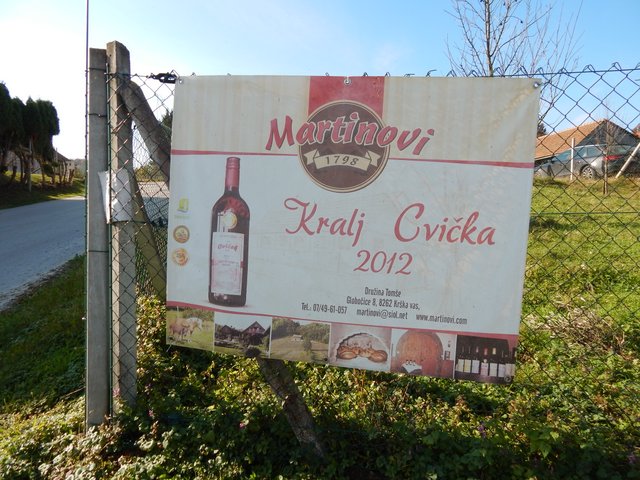 Martinovi
1798
Kralj Cvička
2012
Družina Tomše
Globočice 8, 8262 Krška vas,
Tel.: 07/49-61-057 martinovi@siol.net www.martinovi.com
Cviček